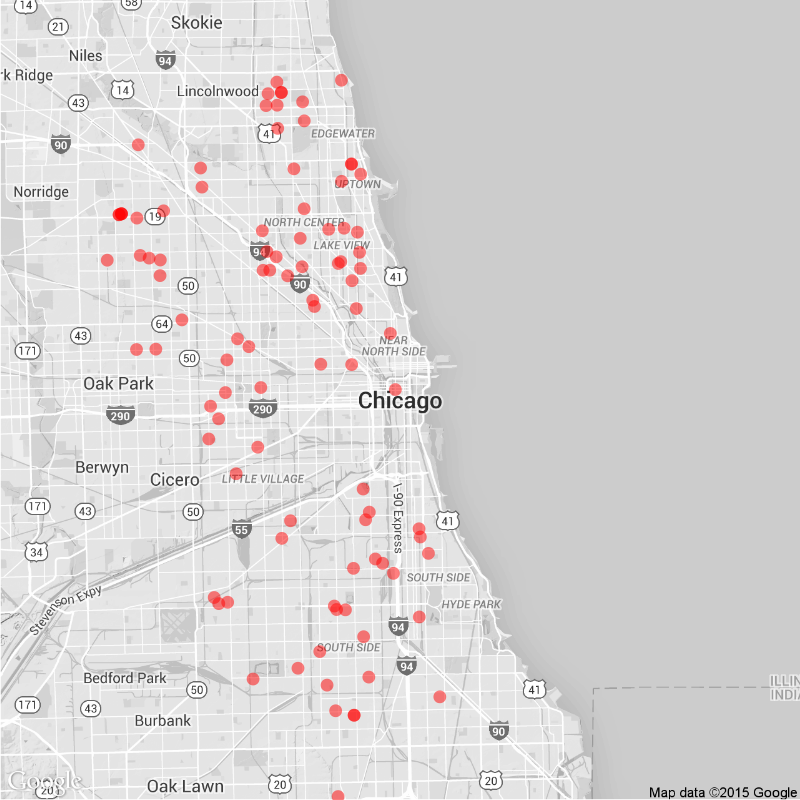 14
58
Skokie
21
Niles
94
rk Ridge
14
Lincolnwood
43
41
EDGEWATER
90
Norridge
UPTOWN
19
NORTH CENTER
LAKE VIEW
94
41
90
50
64
43
NEAR
NORTH SIDE
171
50
Oak Park
Chicago
290
290
Berwyn
Cicero
LITTLE VILLAGE
171
43
50
I-90 Express
41
55
34
SOUTH SIDE
Stevenson Expy
HYDE PARK
94
SOUTH SIDE
94
Bedford Park
50
41
ILLIN
INDIA
171
43
Burbank
90
Google
Oak Lawn
20
20
20
Map data ©2015 Google